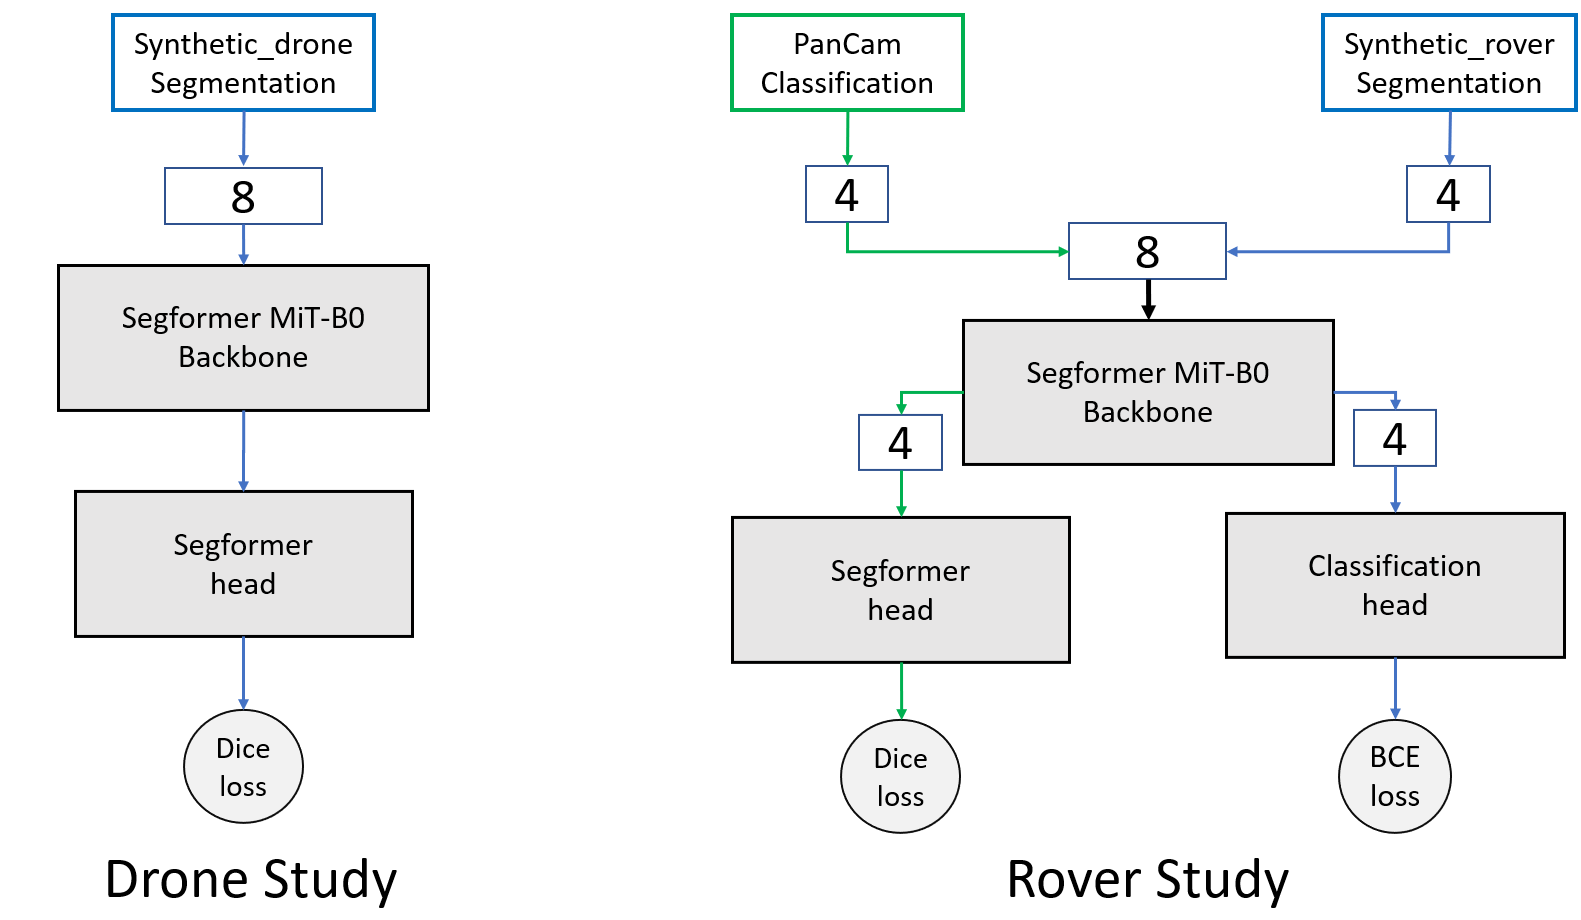 Synthetic_drone
Segmentation
8
Segformer MiT-B0
Backbone
Segformer
head
Dice
loss
Drone Study
PanCam
Classification
Synthetic_rover
Segmentation
4
4
8
Segformer MiT-B0
Backbone
4
4
Segformer
head
Classification
head
Dice
loss
BCE
loss
Rover Study